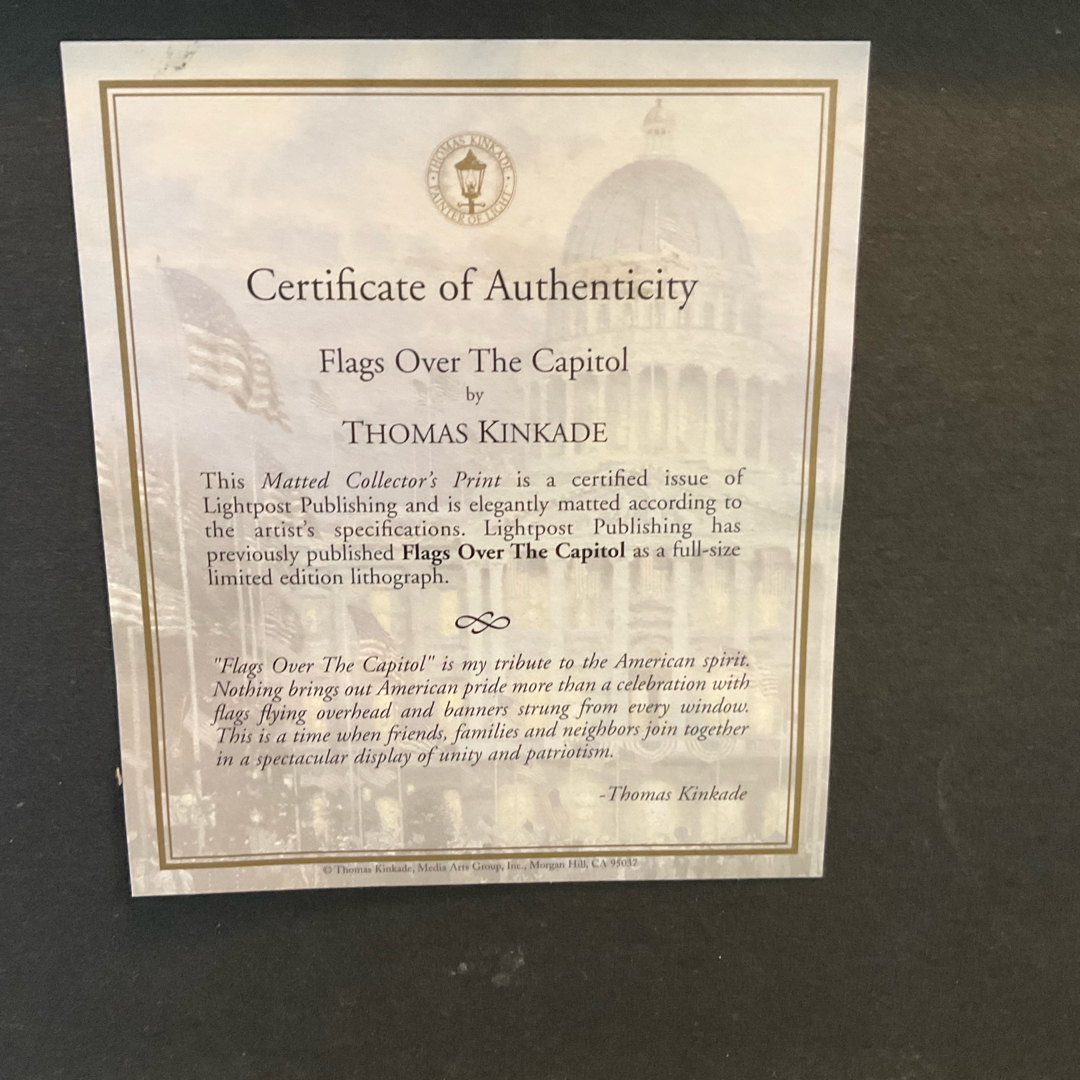 THOMAS KINKADE
PAINTER OF LIGHT
Certificate of Authenticity
Flags Over The Capitol
by
THOMAS KINKADE
This Matted Collector's Print is a certified issue of
Lightpost Publishing and is elegantly matted according to
the artist's specifications. Lightpost Publishing has
previously published Flags Over The Capitol as a full-size
limited edition lithograph.
"Flags Over The Capitol" is my tribute to the American spirit.
Nothing brings out American pride more than a celebration with
flags flying overhead and banners strung from every window.
This is a time when friends, families and neighbors join together
in a spectacular display of unity and patriotism.
-Thomas Kinkade
© Thomas Kinkade, Media Arts Group, Inc., Morgan Hill, CA 95037